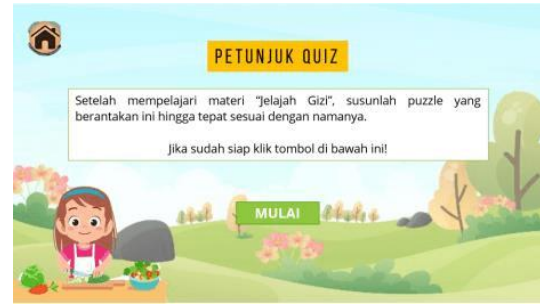 PETUNJUK QUIZ
Setelah mempelajari materi "Jelajah Gizi", susunlah puzzle yang
berantakan ini hingga tepat sesuai dengan namanya.
Jika sudah siap klik tombol di bawah ini!
MULAI